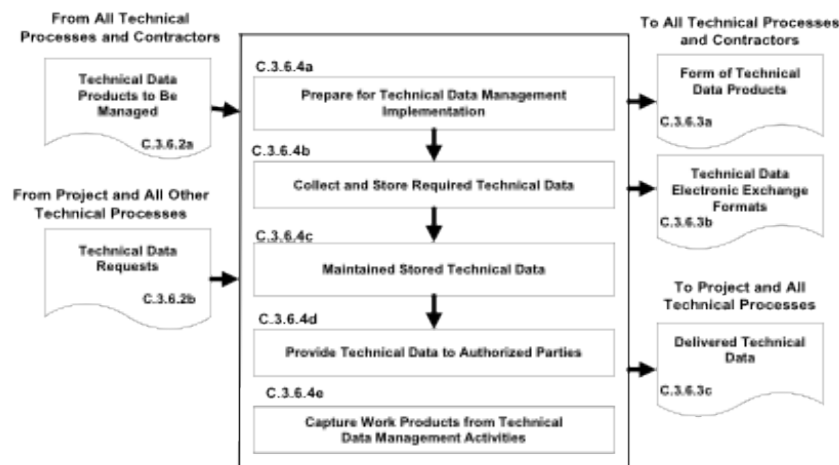 From All Technical
Processes and Contractors
Technical Data
Products to Be
Managed
C.3.6.2a
From Project and All Other
Technical Processes
Technical Data
Requests
C.3.6.2b
C.3.6.4a
Prepare for Technical Data Management
Implementation
C.3.6.4b
Collect and Store Required Technical Data
C.3.6.4c
Maintained Stored Technical Data
C.3.6.4d
Provide Technical Data to Authorized Parties
C.3.6.4e
Capture Work Products from Technical
Data Management Activities
To All Technical Processes
and Contractors
Form of Technical
Data Products
C.3.6.3a
Technical Data
Electronic Exchange
Formats
C.3.6.3b
To Project and All
Technical Processes
Delivered Technical
Data
C.3.6.3c